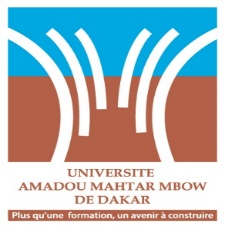 UNIVERSITE
AMADOU MAHTAR MBOW
DE DAKAR
Plus qu'une formation, un avenir à construire